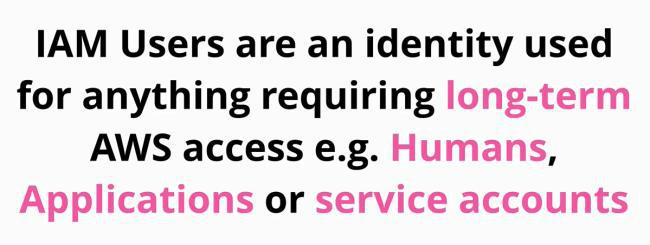 IAM Users are an identity used
for anything requiring long-term
AWS access e.g. Humans,
Applications or service accounts